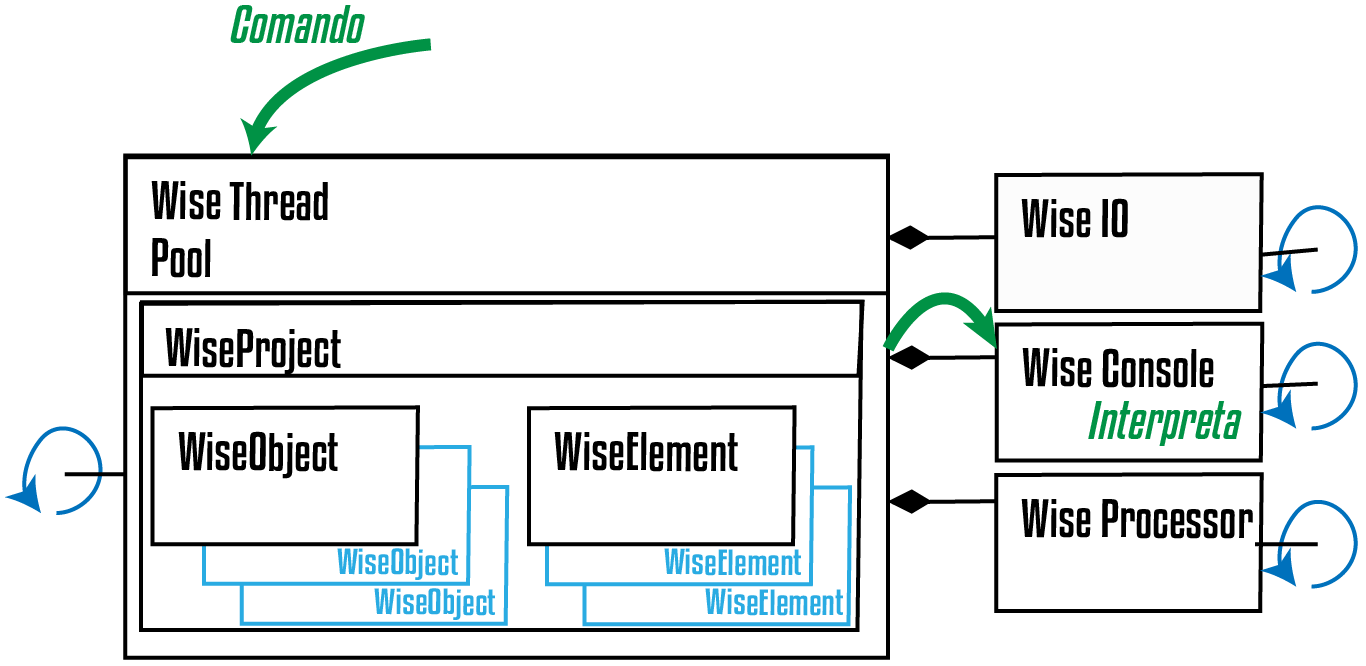 Comando
Wise Thread
Pool
Wise IO
WiseProject
Wise Console
Interpreta
WiseObject
WiseElement
Wise Processor
WiseObject
WiseElement
WiseObject
WiseElement